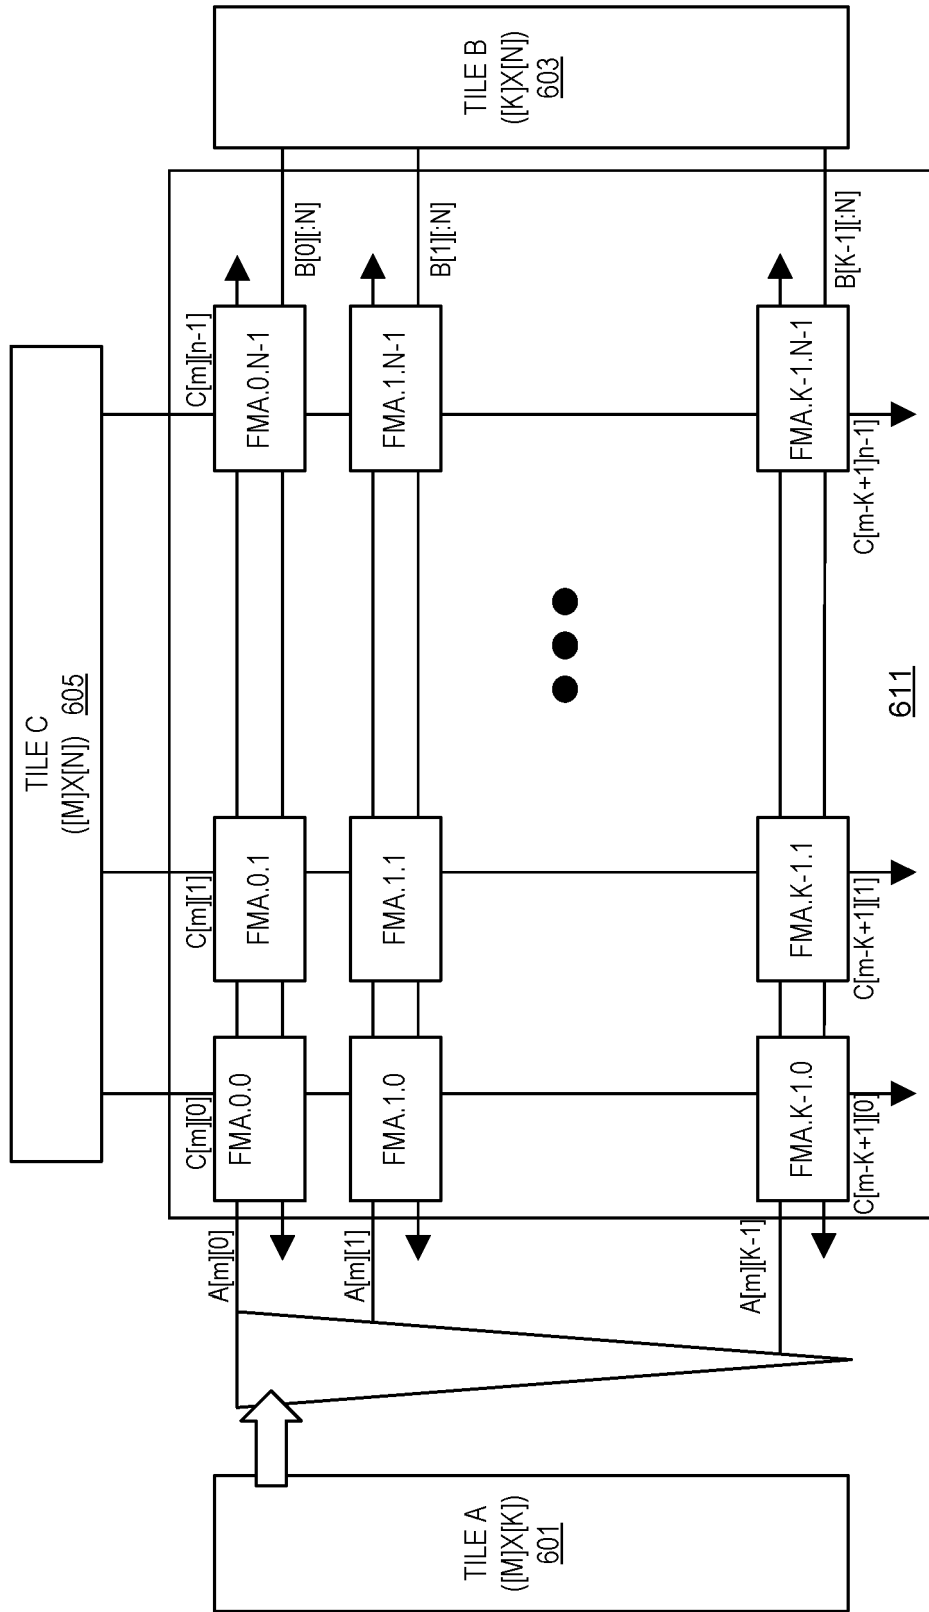 TILE C
([M]X[N]) 605
TILE A
([M]X[K])
601
TILE B
([K]X[N])
603
C[m][0]
C[m][1]
C[m][n-1]
A[m][0]
FMA.0.0
FMA.0.1
FMA.0.N-1
B[0][:N]
A[m][1]
FMA.1.0
FMA.1.1
FMA.1.N-1
B[1][:N]
A[m][K-1]
FMA.K-1.0
FMA.K-1.1
FMA.K-1.N-1
B[K-1][:N]
C[m-K+1][0]
C[m-K+1][1]
C[m-K+1]n-1]
611